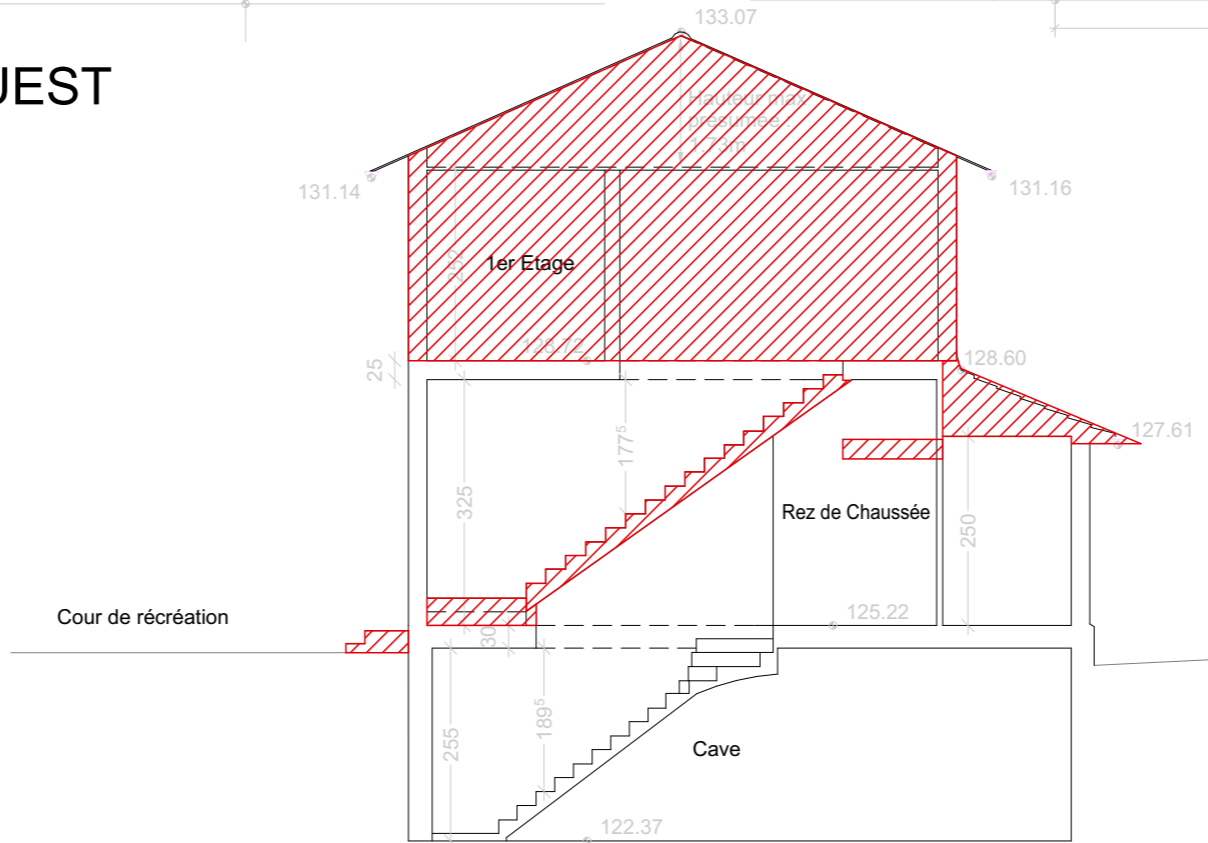 133.07
UEST
Hauteur max
présumée :
1.73m
131.14
131.16
252
1er Etage
128.72
128.60
25
127.61
177⁵
325
Rez de Chaussée
250
Cour de récréation
125.22
30
189⁵
255
Cave
122.37